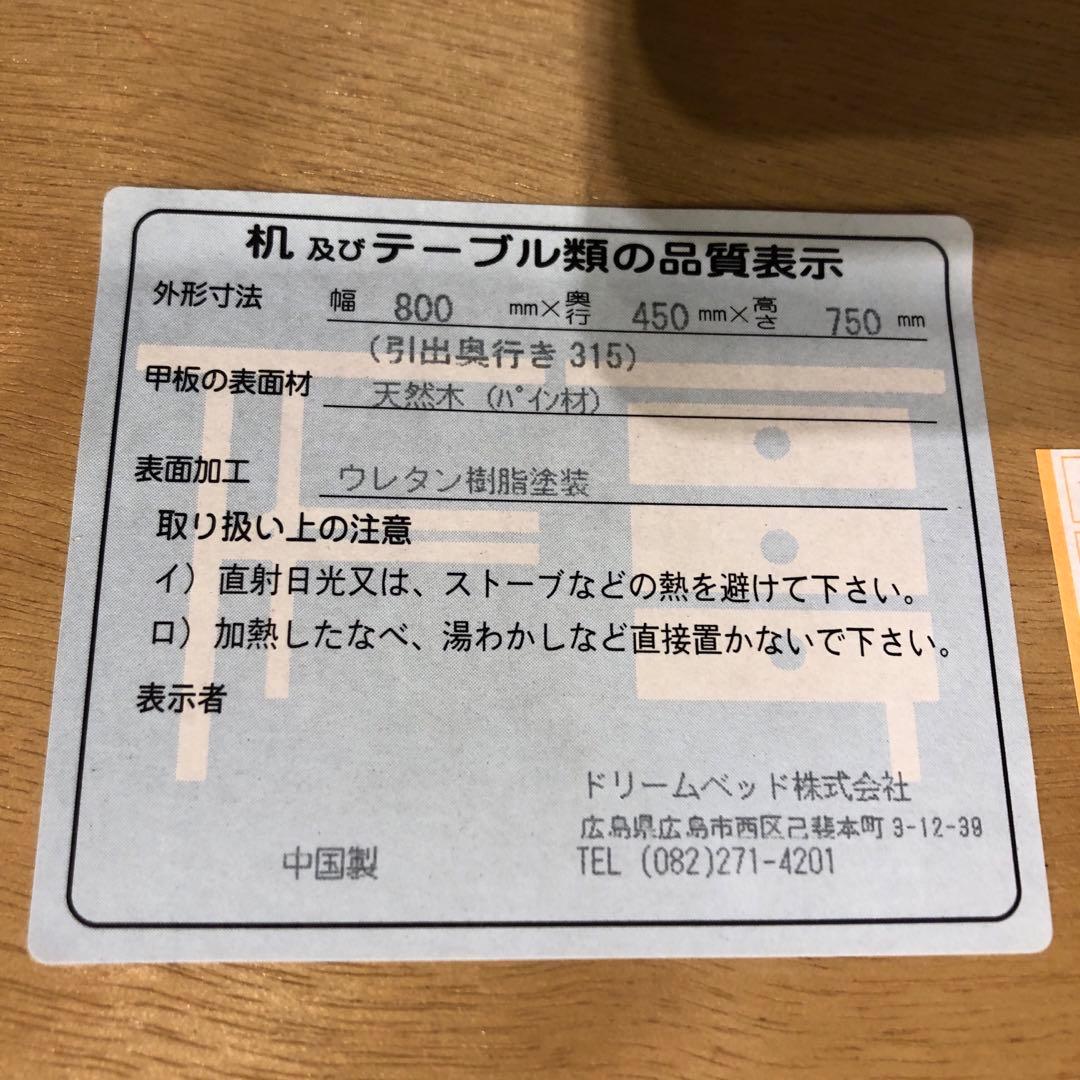 机及びテーブル類の品質表示
外形寸法 幅 800 mm×奥行 450 mm×高さ 750 mm
(引出奥行き 315)
甲板の表面材 天然木 (ﾊﾟｲﾝ材)
表面加工 ウレタン樹脂塗装
取り扱い上の注意
イ）直射日光又は、ストーブなどの熱を避けて下さい。
ロ）加熱したなべ、湯わかしなど直接置かないで下さい。
表示者
ドリームベッド株式会社
広島県広島市西区己斐本町 3-12-39
中国製 TEL (082)271-4201